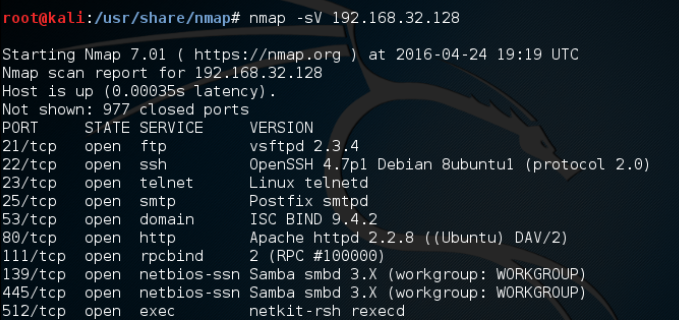 root@kali:/usr/share/nmap# nmap -sV 192.168.32.128
Starting Nmap 7.01 ( https://nmap.org ) at 2016-04-24 19:19 UTC
Nmap scan report for 192.168.32.128
Host is up (0.00035s latency).
Not shown: 977 closed ports
PORT STATE SERVICE VERSION
21/tcp open ftp vsftpd 2.3.4
22/tcp open ssh OpenSSH 4.7p1 Debian 8ubuntu1 (protocol 2.0)
23/tcp open telnet Linux telnetd
25/tcp open smtp Postfix smtpd
53/tcp open domain ISC BIND 9.4.2
80/tcp open http Apache httpd 2.2.8 ((Ubuntu) DAV/2)
111/tcp open rpcbind 2 (RPC #100000)
139/tcp open netbios-ssn Samba smbd 3.X (workgroup: WORKGROUP)
445/tcp open netbios-ssn Samba smbd 3.X (workgroup: WORKGROUP)
512/tcp open exec netkit-rsh rexecd